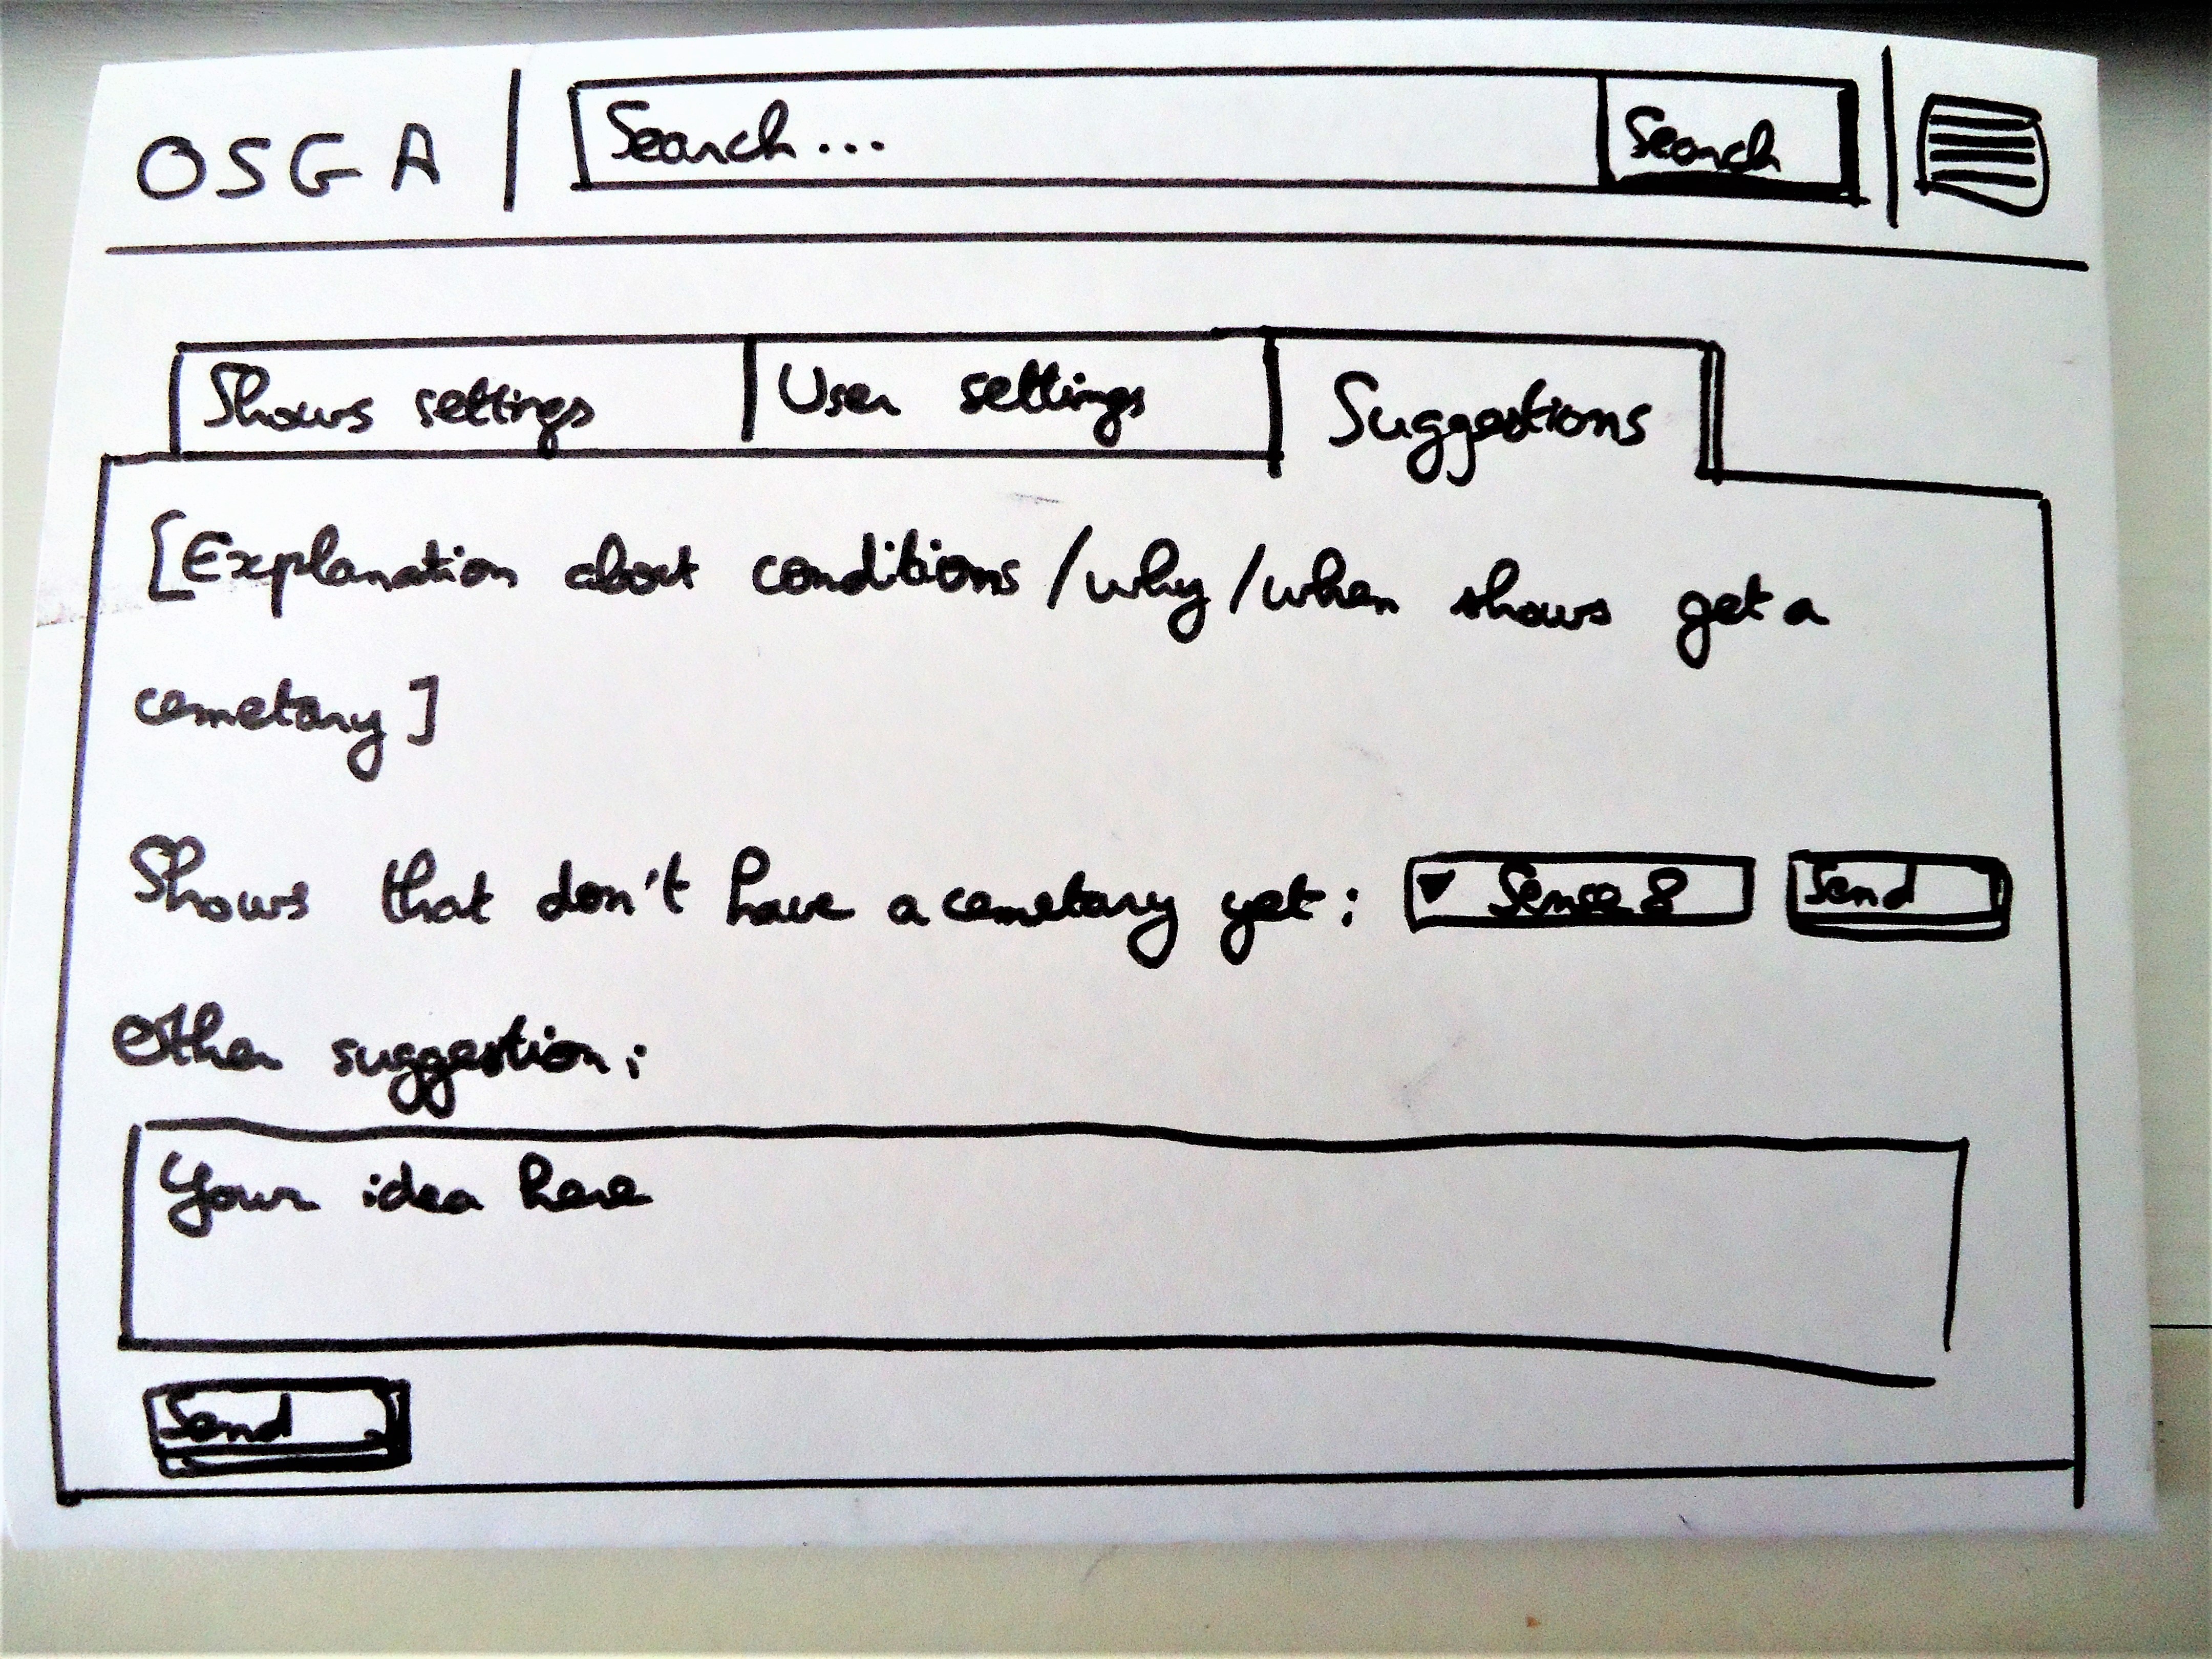 OSGA Search... Search
Shows settings User settings Suggestions
[Explanation about conditions/why/when shows get a
cemetary]
Shows that don't have a cemetary yet: Sense 8 Send
Other suggestion:
Your idea here
Send